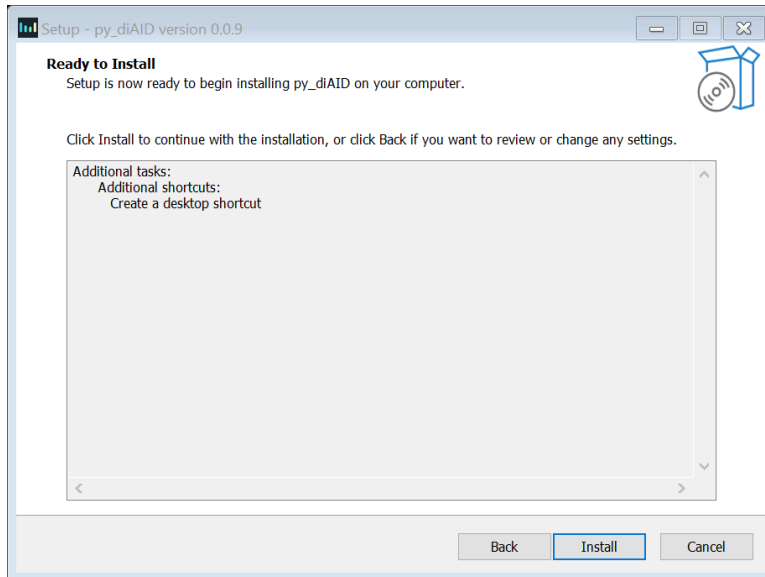 Setup - py_diAID version 0.0.9
Ready to Install
Setup is now ready to begin installing py_diAID on your computer.
Click Install to continue with the installation, or click Back if you want to review or change any settings.
Additional tasks:
Additional shortcuts:
Create a desktop shortcut
Back Install Cancel